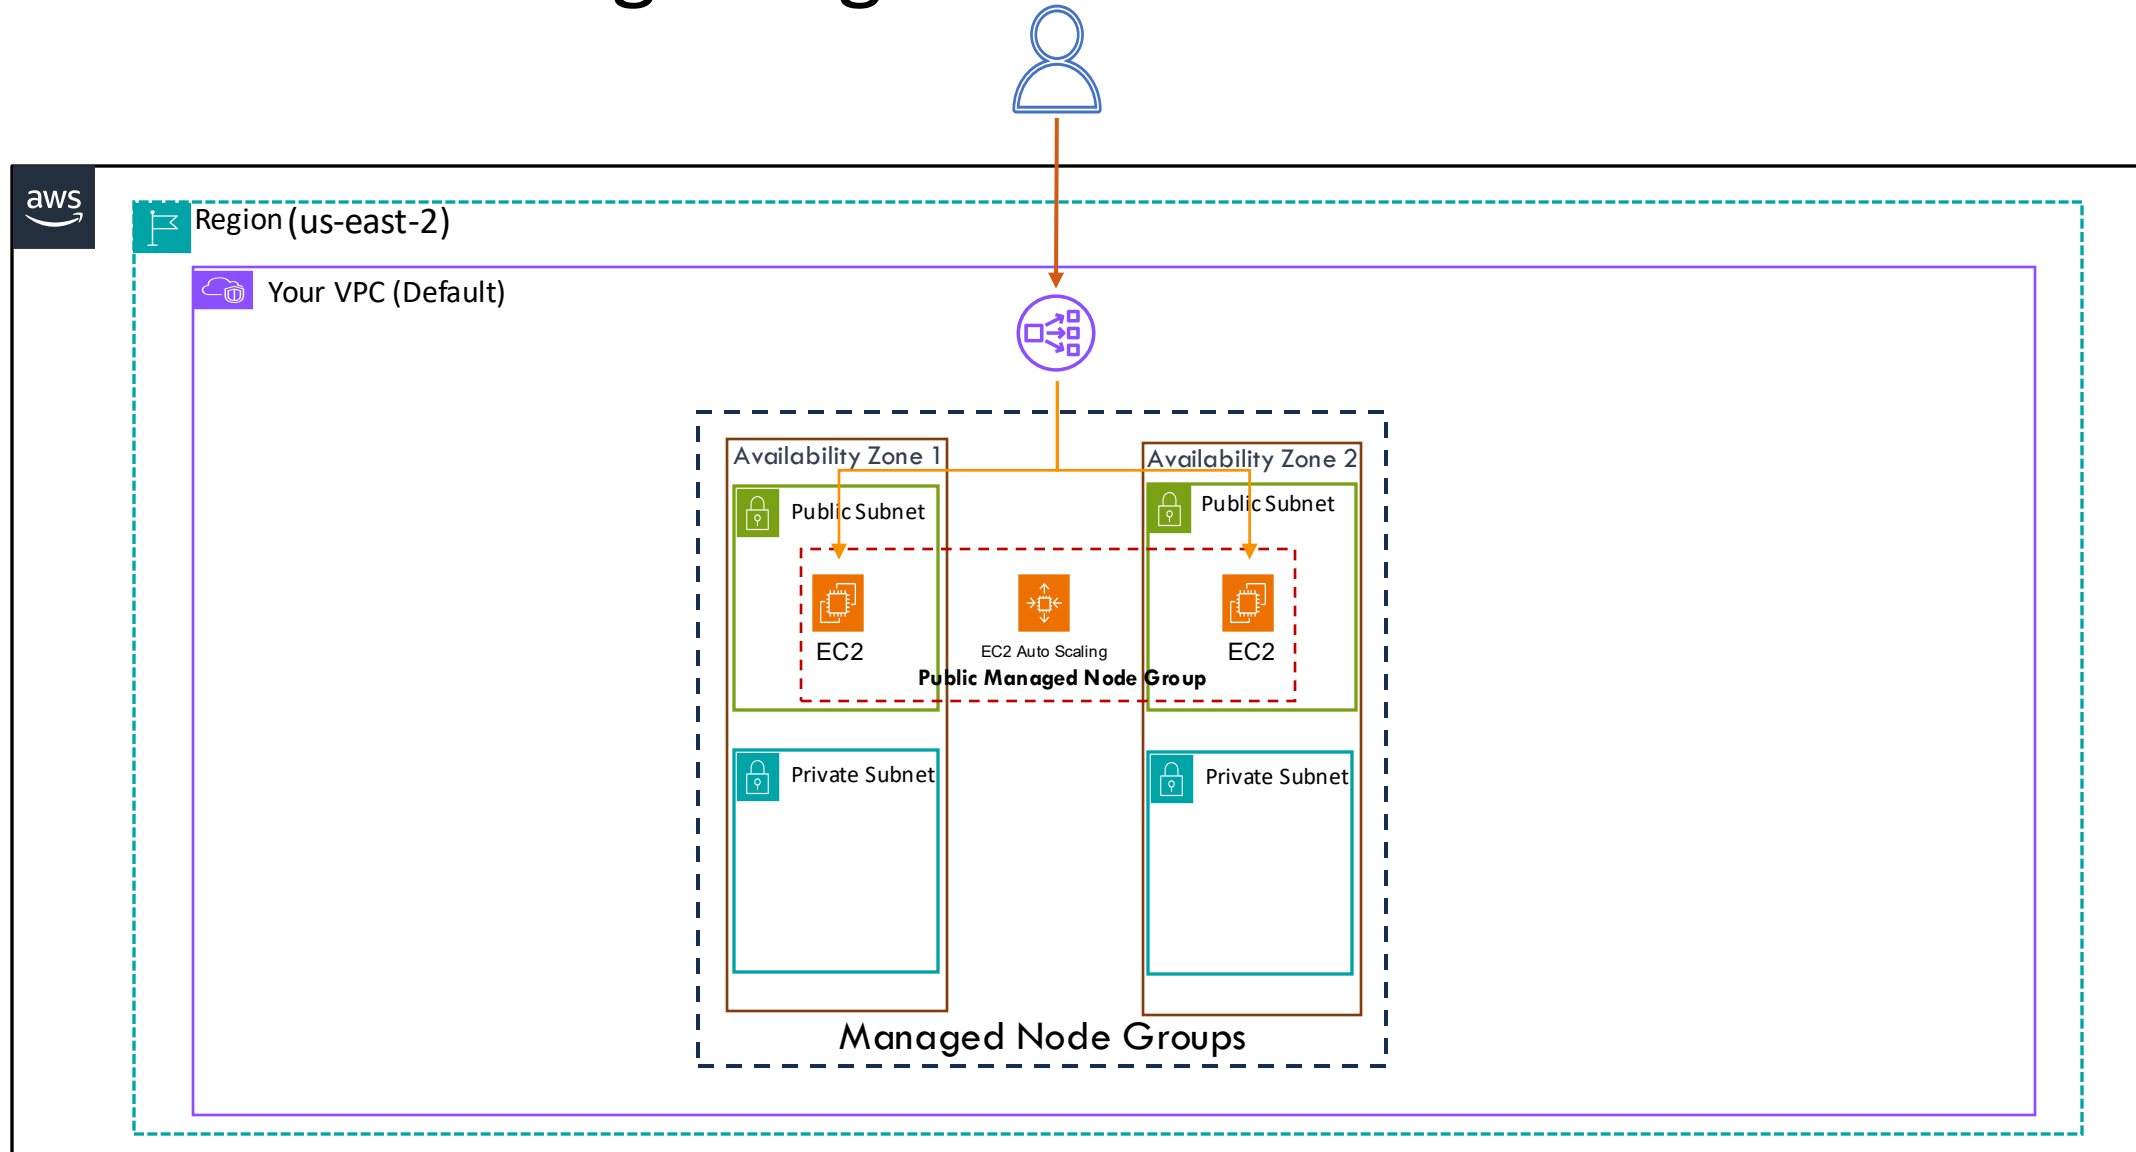 aws
Region (us-east-2)
Your VPC (Default)
Availability Zone 1
Availability Zone 2
Public Subnet
Public Subnet
EC2
EC2 Auto Scaling
EC2
Public Managed Node Group
Private Subnet
Private Subnet
Managed Node Groups